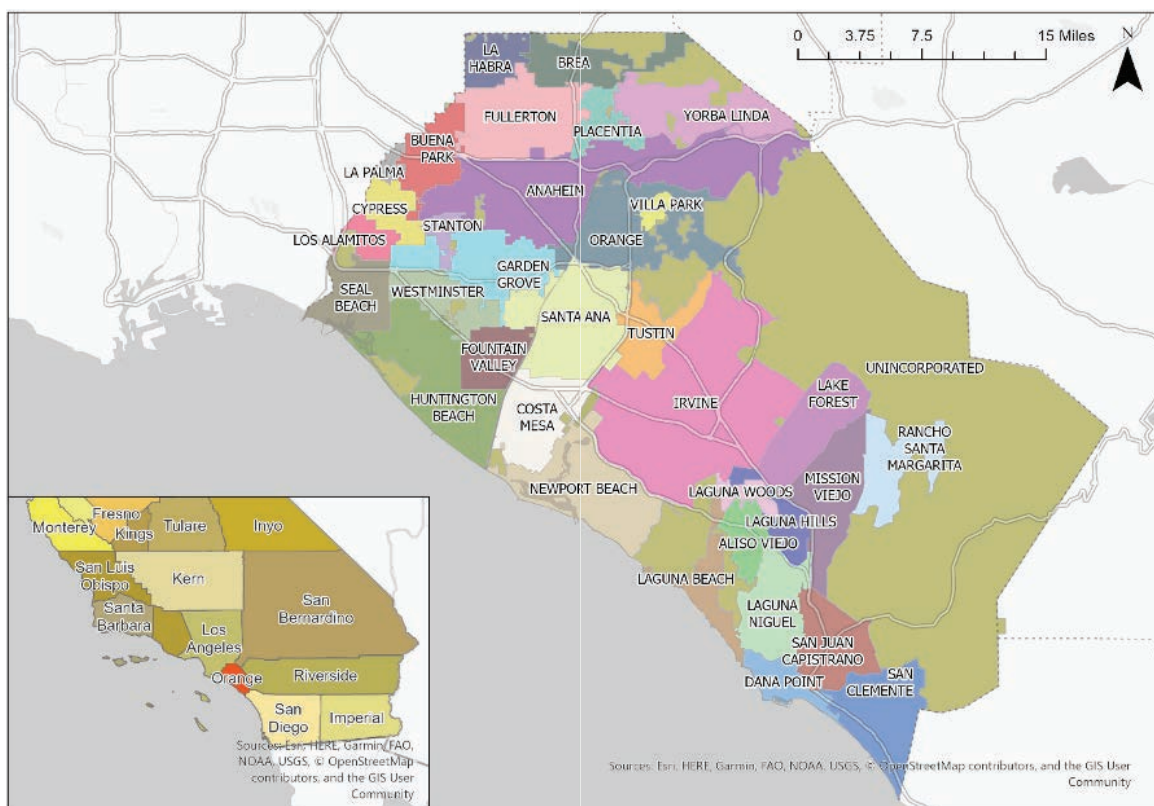 0 3.75 7.5 15 Miles
N
LA
HABRA
BREA
FULLERTON
PLACENTIA
YORBA LINDA
BUENA
PARK
LA PALMA
ANAHEIM
CYPRESS
VILLA PARK
STANTON
LOS ALAMITOS
ORANGE
GARDEN
GROVE
SEAL
BEACH
WESTMINSTER
SANTA ANA
TUSTIN
FOUNTAIN
VALLEY
UNINCORPORATED
LAKE
FOREST
HUNTINGTON
BEACH
COSTA
MESA
IRVINE
RANCHO
SANTA
MARGARITA
MISSION
VIEJO
NEWPORT BEACH
LAGUNA WOODS
LAGUNA HILLS
ALISO VIEJO
LAGUNA BEACH
LAGUNA
NIGUEL
SAN JUAN
CAPISTRANO
DANA POINT
SAN
CLEMENTE
Sources: Esri, HERE, Garmin, FAO, NOAA, USGS, © OpenStreetMap contributors, and the GIS User
Community
Monterey
Fresno
Kings
Tulare
Inyo
San Luis
Obispo
Kern
Santa
Barbara
Los
Angeles
San
Bernardino
Orange
Riverside
San
Diego
Imperial
Sources: Esri, HERE, Garmin, FAO,
NOAA, USGS, © OpenStreetMap
contributors, and the GIS User
Community